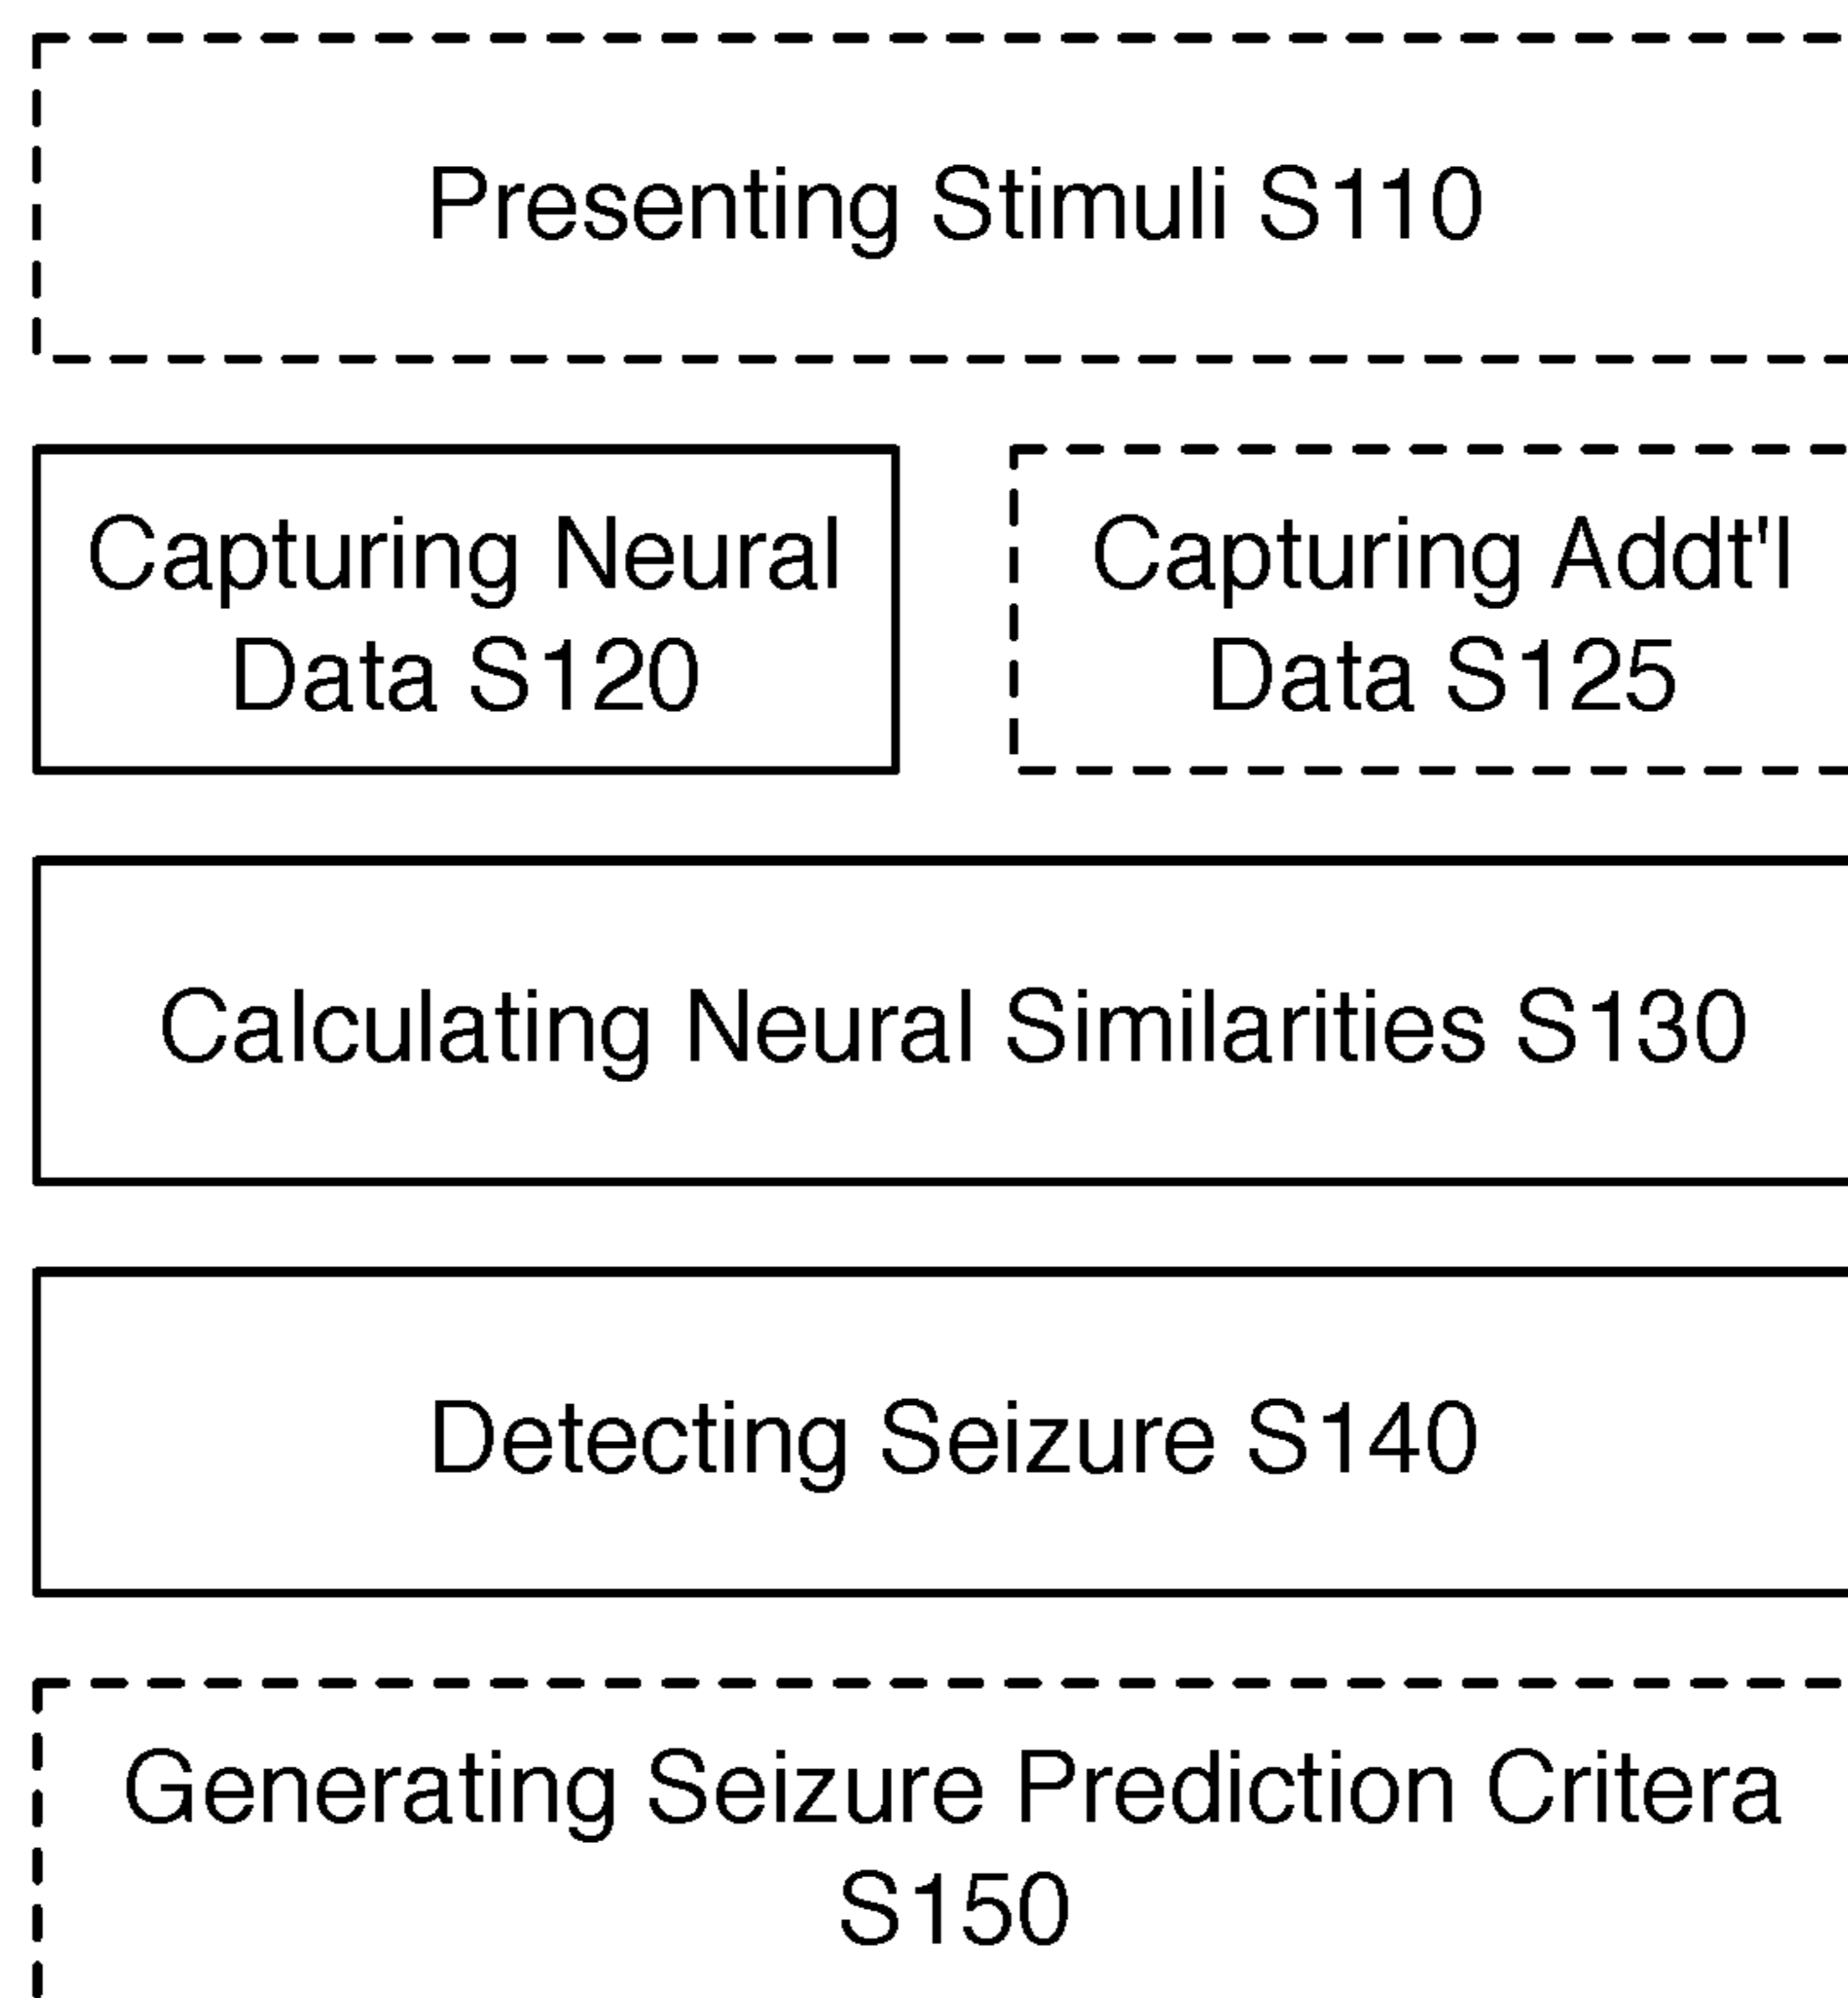 Presenting Stimuli S110
Capturing Neural
Data S120
Capturing Addt'l
Data S125
Calculating Neural Similarities S130
Detecting Seizure S140
Generating Seizure Prediction Critera
S150